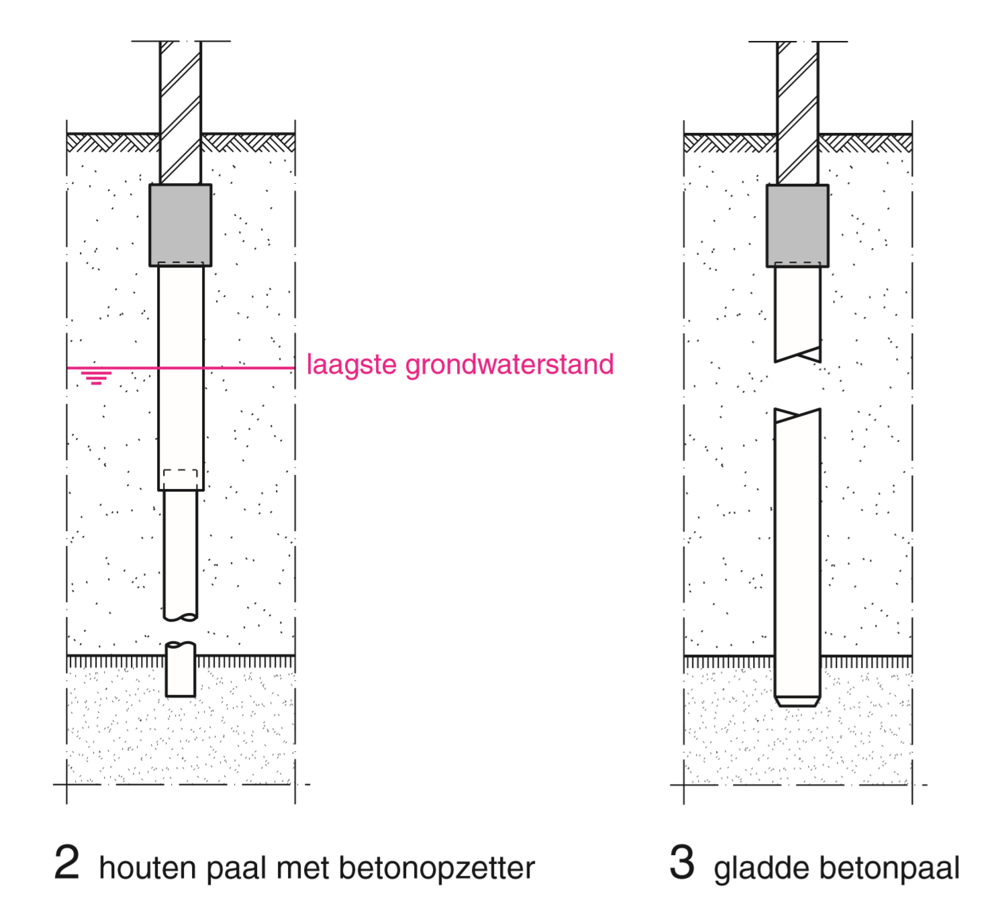 laagste grondwaterstand
2 houten paal met betonopzetter
3 gladde betonpaal